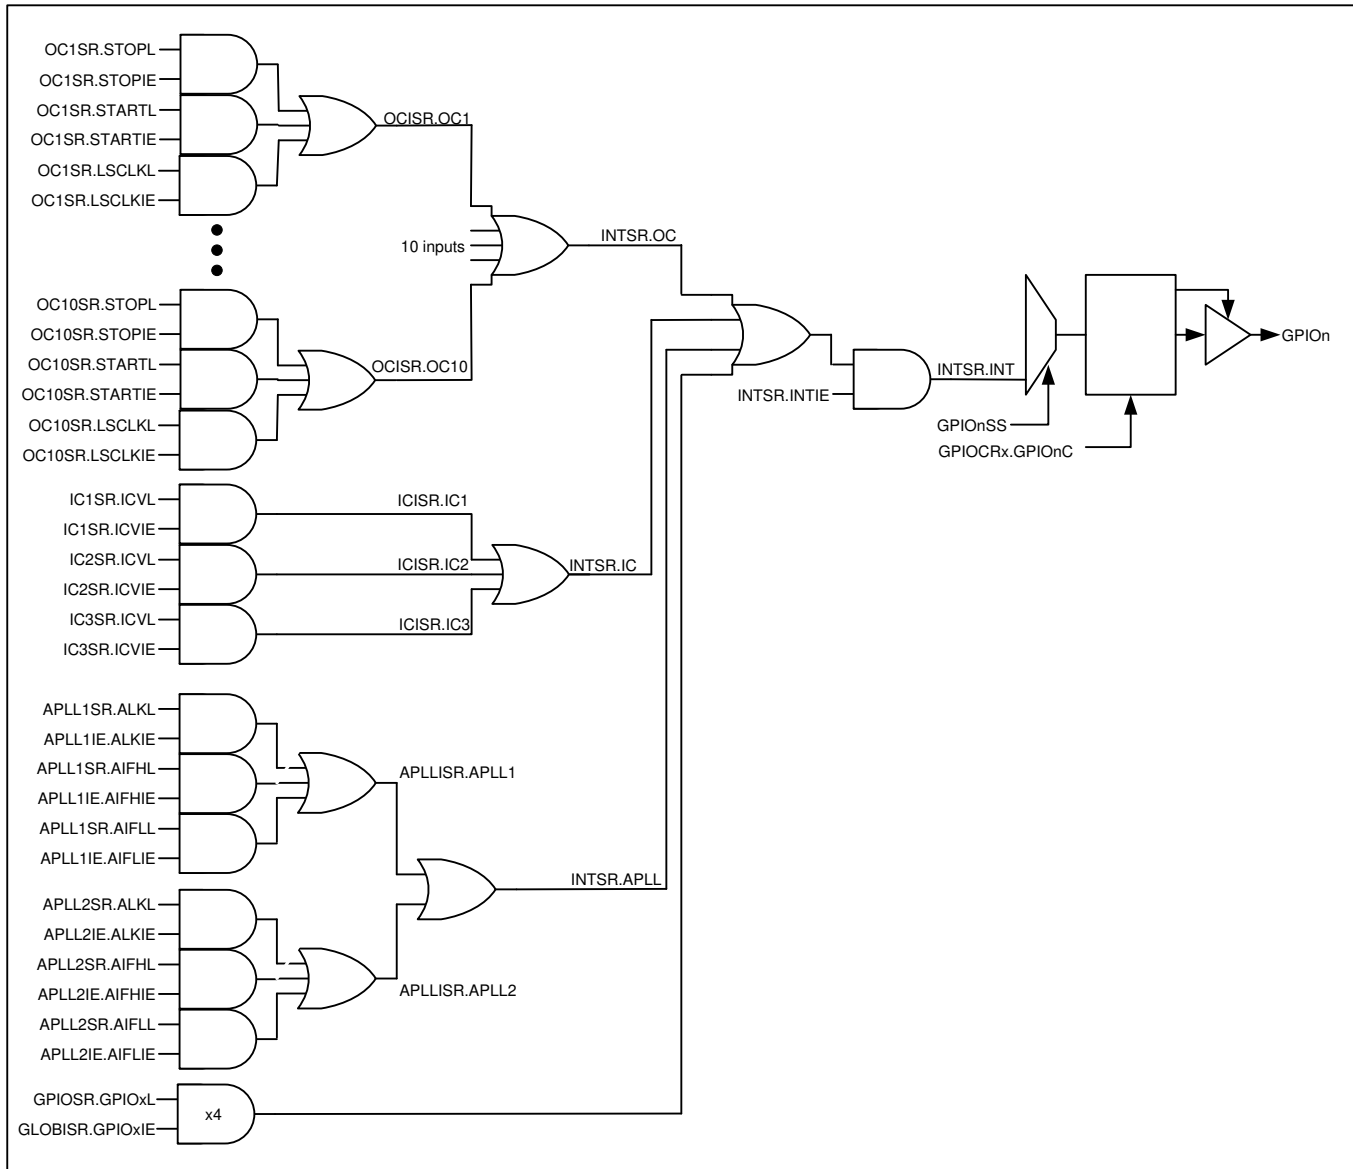 OC1SR.STOPL
OC1SR.STOPIE
OC1SR.STARTL
OC1SR.STARTIE
OC1SR.LSCLKL
OC1SR.LSCLKIE
OCISR.OC1
10 inputs
INTSR.OC
OC10SR.STOPL
OC10SR.STOPIE
OC10SR.STARTL
OC10SR.STARTIE
OC10SR.LSCLKL
OC10SR.LSCLKIE
OCISR.OC10
INTSR.INTIE
INTSR.INT
GPIOnSS
GPIOCRx.GPIOnC
GPIOn
IC1SR.ICVL
IC1SR.ICVIE
IC2SR.ICVL
IC2SR.ICVIE
IC3SR.ICVL
IC3SR.ICVIE
ICISR.IC1
ICISR.IC2
ICISR.IC3
INTSR.IC
APLL1SR.ALKL
APLL1IE.ALKIE
APLL1SR.AIFHL
APLL1IE.AIFHIE
APLL1SR.AIFLL
APLL1IE.AIFLIE
APLLISR.APLL1
INTSR.APLL
APLL2SR.ALKL
APLL2IE.ALKIE
APLL2SR.AIFHL
APLL2IE.AIFHIE
APLL2SR.AIFLL
APLL2IE.AIFLIE
APLLISR.APLL2
GPIOSR.GPIOxL
GLOBISR.GPIOxIE
x4